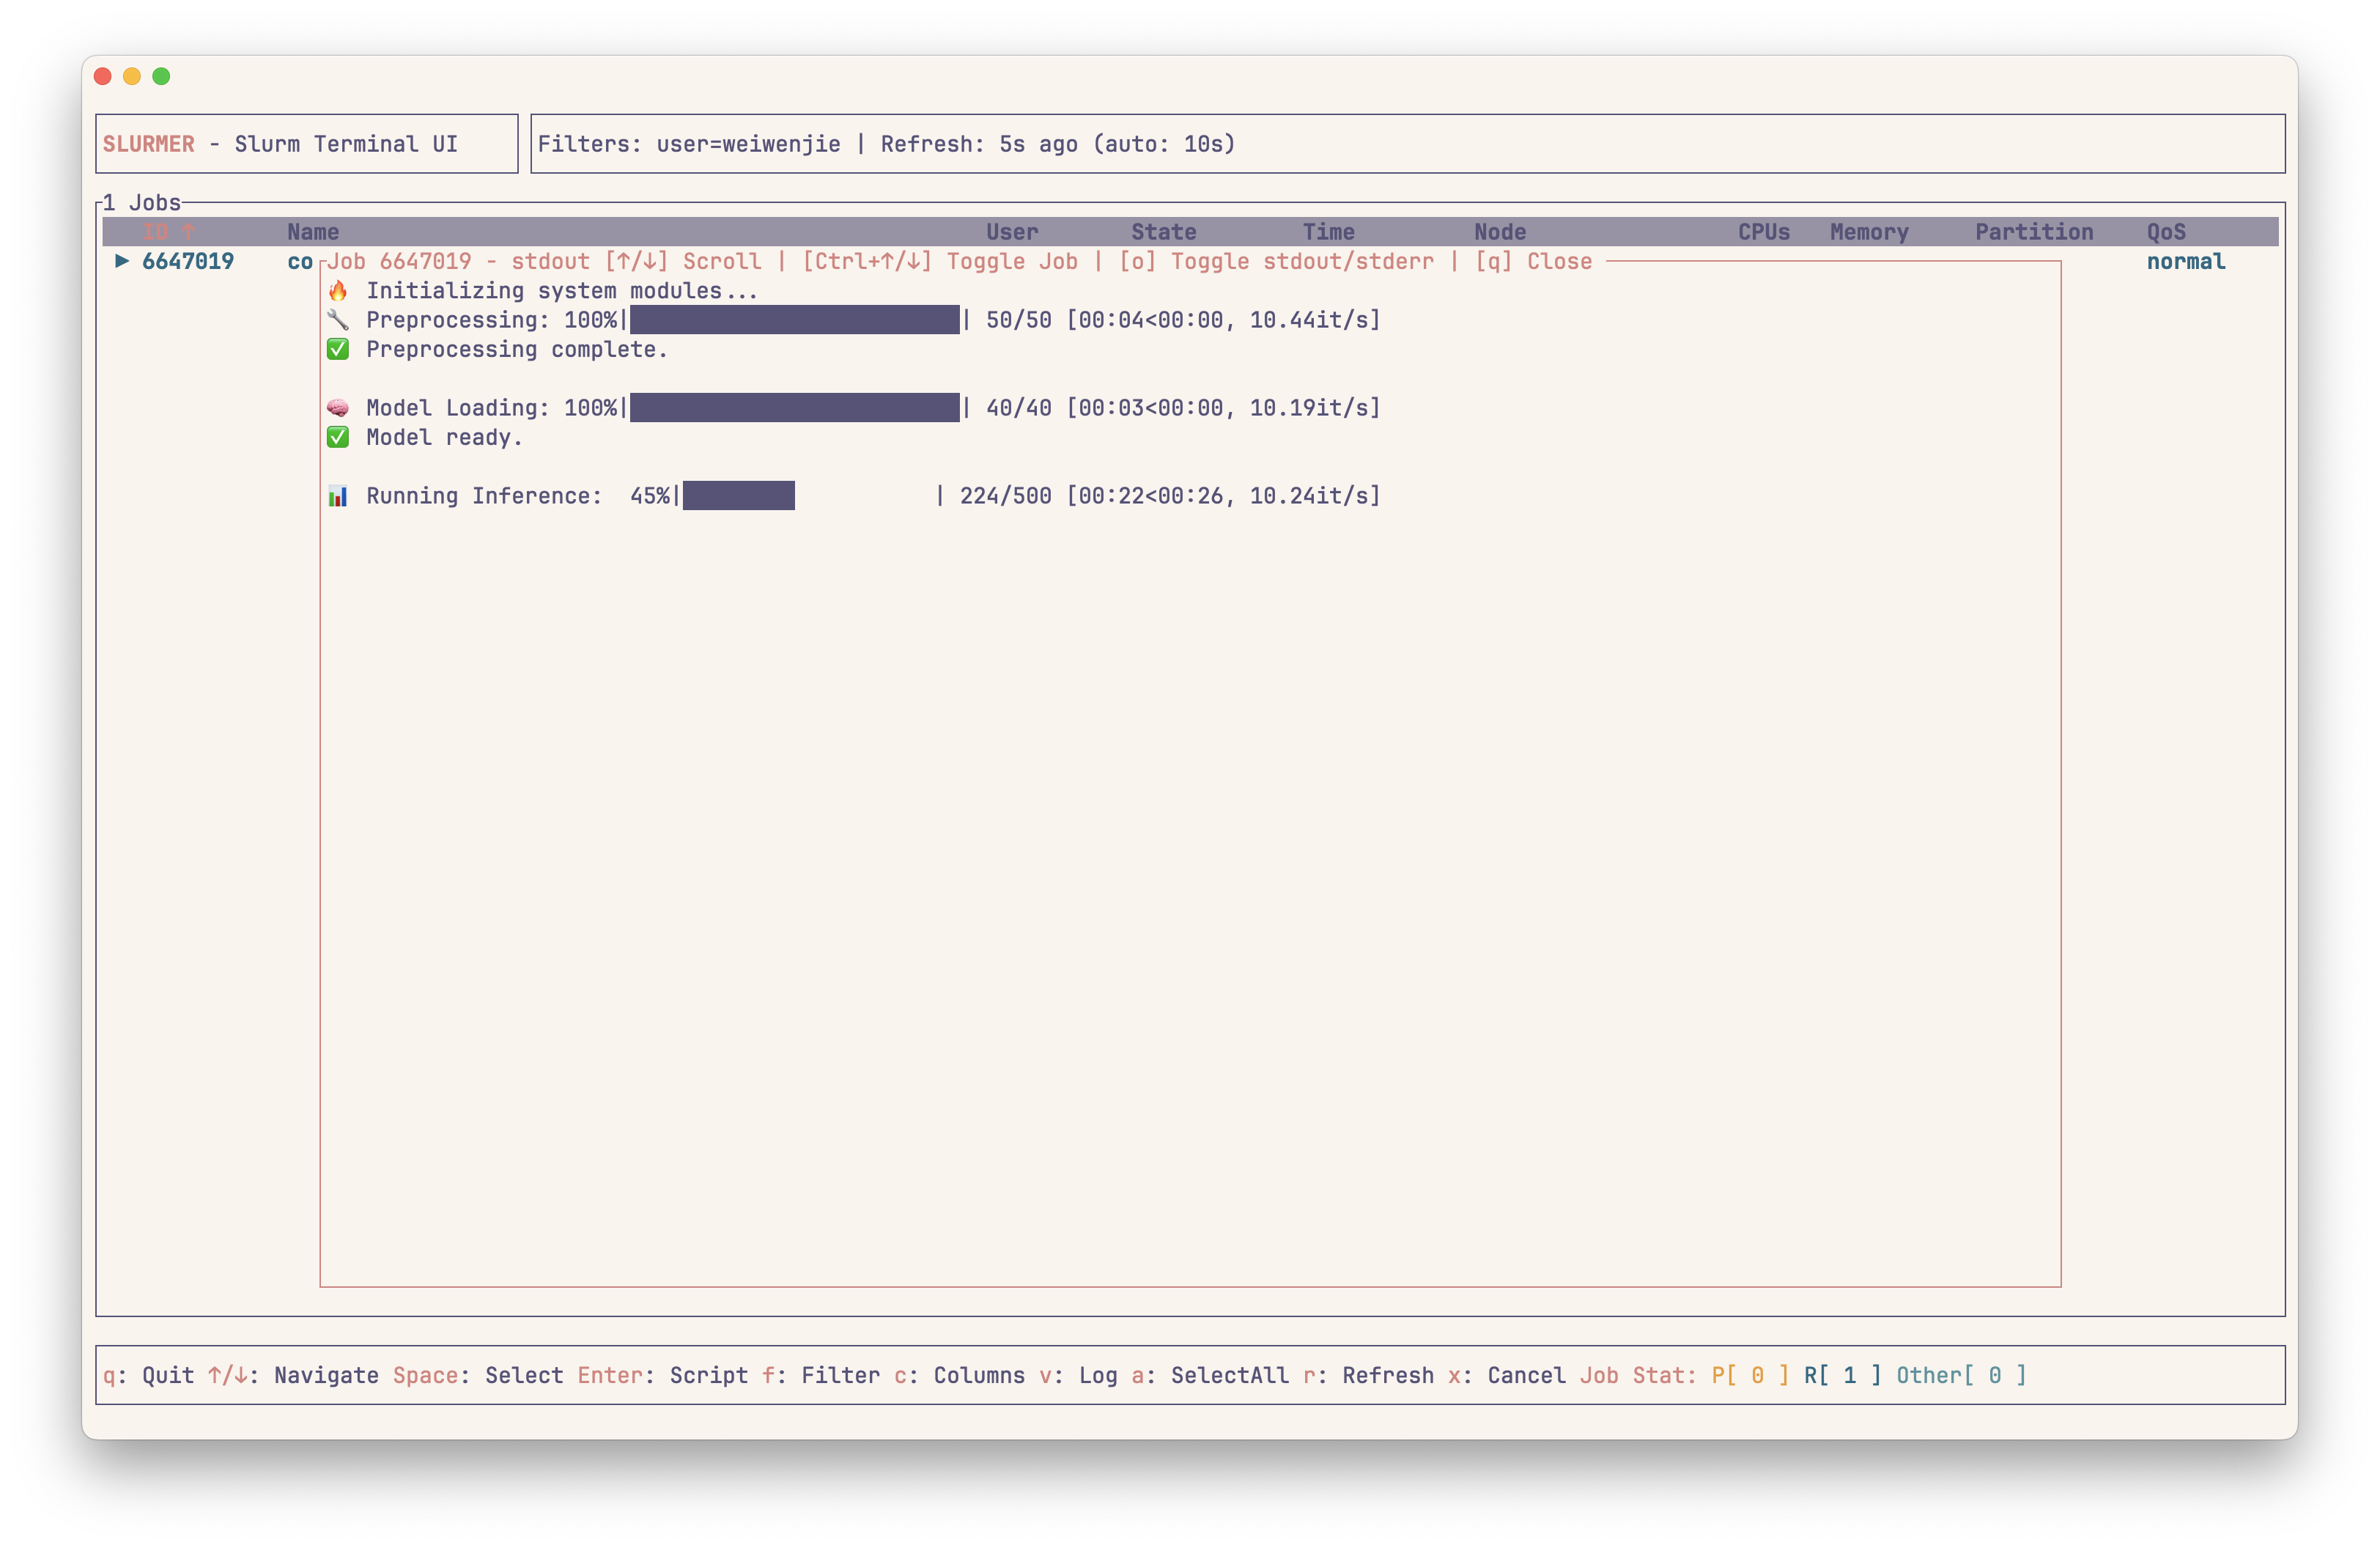 SLURMER - Slurm Terminal UI
Filters: user=weiwenjie | Refresh: 5s ago (auto: 10s)
1 Jobs
ID ↑ Name User State Time Node CPUs Memory Partition QoS
▶ 6647019 co normal
Job 6647019 - stdout [↑/↓] Scroll | [Ctrl+↑/↓] Toggle Job | [o] Toggle stdout/stderr | [q] Close
🔥 Initializing system modules...
🔧 Preprocessing: 100%|█████████████████████████| 50/50 [00:04<00:00, 10.44it/s]
✅ Preprocessing complete.
🧠 Model Loading: 100%|█████████████████████████| 40/40 [00:03<00:00, 10.19it/s]
✅ Model ready.
📊 Running Inference:  45%|████████▌          | 224/500 [00:22<00:26, 10.24it/s]
q: Quit ↑/↓: Navigate Space: Select Enter: Script f: Filter c: Columns v: Log a: SelectAll r: Refresh x: Cancel Job Stat: P[ 0 ] R[ 1 ] Other[ 0 ]